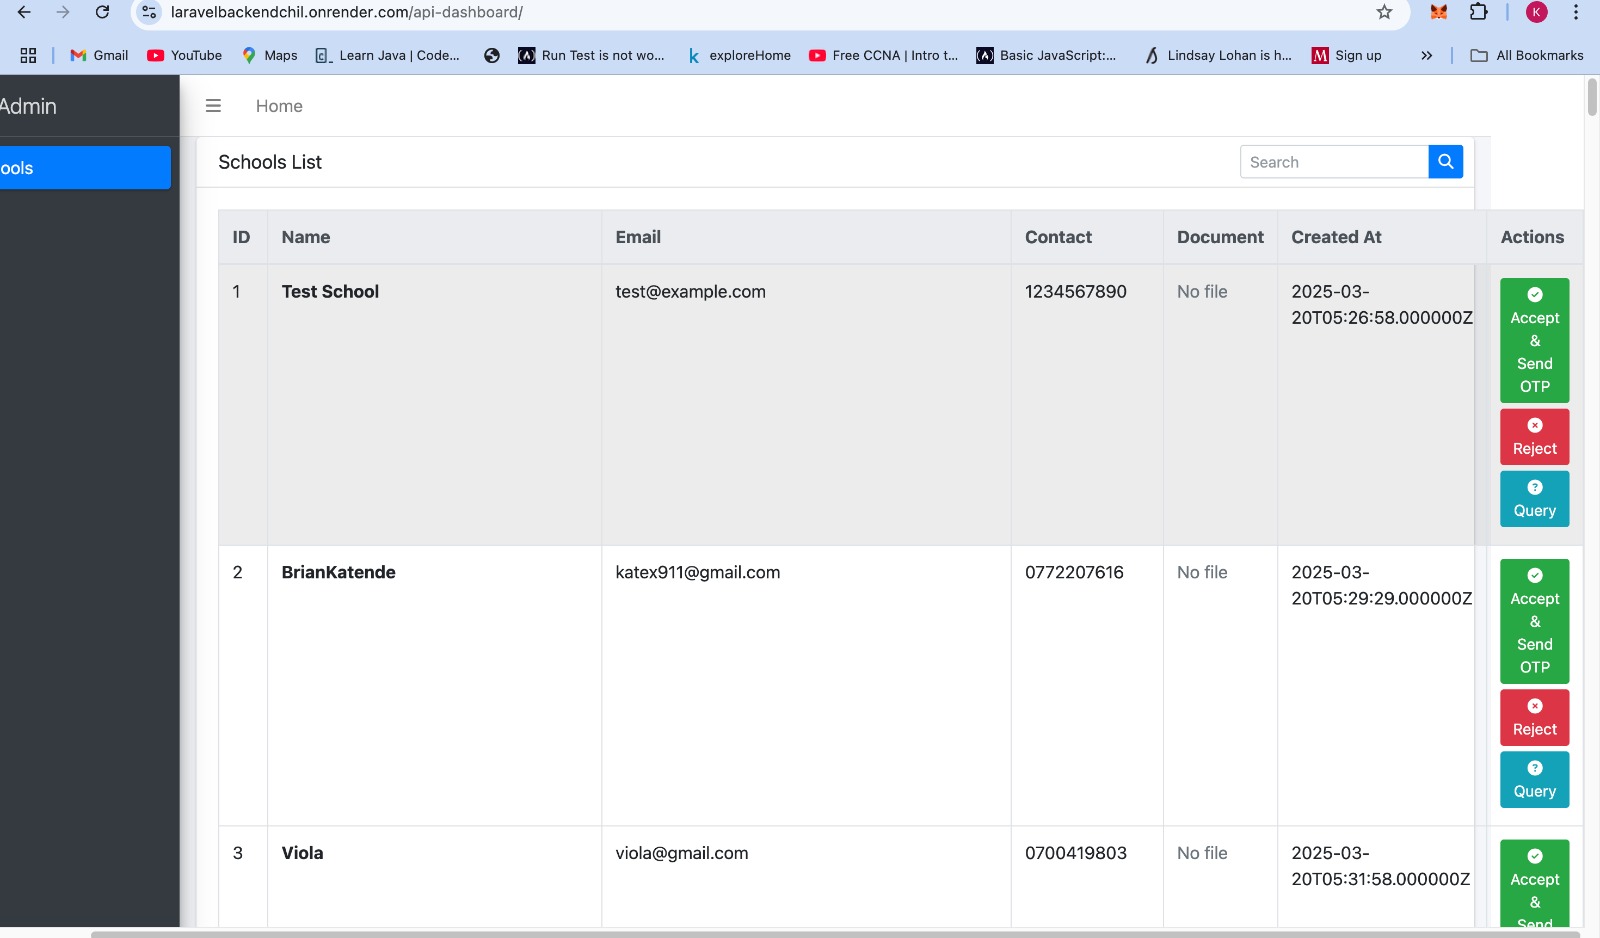 laravelbackendchil.onrender.com/api-dashboard/
K
Gmail
YouTube
Maps
Learn Java | Code...
Run Test is not wo...
exploreHome
Free CCNA | Intro t...
Basic JavaScript:...
Lindsay Lohan is h...
M Sign up
»
All Bookmarks
Admin
Home
ools
Schools List
Search
ID Name Email Contact Document Created At Actions
1 Test School test@example.com 1234567890 No file 2025-03-
20T05:26:58.000000Z
Accept
&
Send
OTP
Reject
Query
2 BrianKatende katex911@gmail.com 0772207616 No file 2025-03-
20T05:29:29.000000Z
Accept
&
Send
OTP
Reject
Query
3 Viola viola@gmail.com 0700419803 No file 2025-03-
20T05:31:58.000000Z
Accept
&
Send